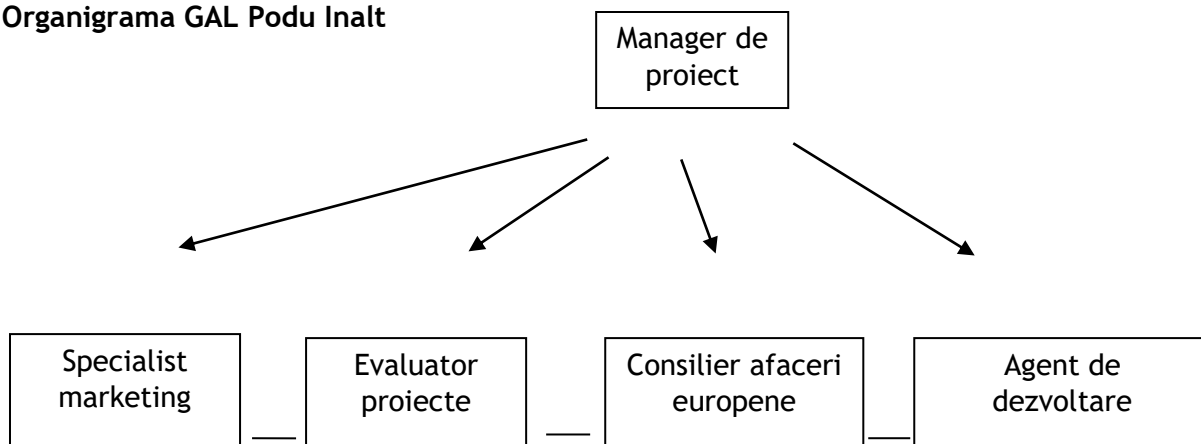 Organigrama GAL Podu Inalt
Manager de
proiect
Specialist
marketing
Evaluator
proiecte
Consilier afaceri
europene
Agent de
dezvoltare